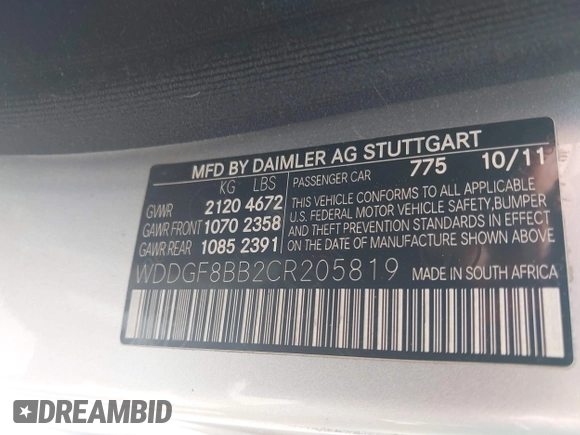 MFD BY DAIMLER AG STUTTGART
KG LBS
PASSENGER CAR 775 10/11
GVWR 2120 4672
GAWR FRONT 1070 2358
GAWR REAR 1085 2391
THIS VEHICLE CONFORMS TO ALL APPLICABLE
U.S. FEDERAL MOTOR VEHICLE SAFETY, BUMPER
AND THEFT PREVENTION STANDARDS IN EFFECT
ON THE DATE OF MANUFACTURE SHOWN ABOVE.
WDDGF8BB2CR205819 MADE IN SOUTH AFRICA
DREAMBID